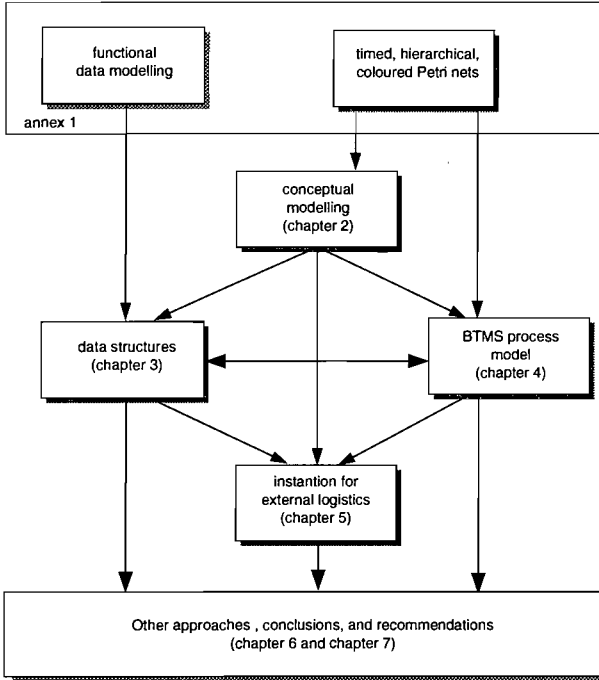 functional
data modelling
timed, hierarchical,
coloured Petri nets
annex 1
conceptual
modelling
(chapter 2)
data structures
(chapter 3)
BTMS process
model
(chapter 4)
instantion for
external logistics
(chapter 5)
Other approaches , conclusions, and recommendations
(chapter 6 and chapter 7)